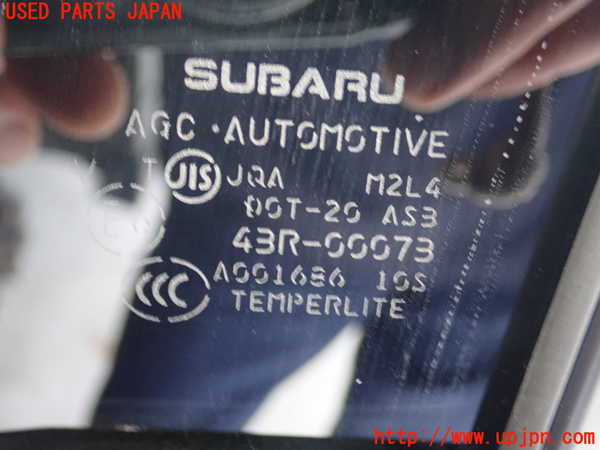 USED PARTS JAPAN
SUBARU
AGC·AUTOMOTIVE
JIS JQA M2L4
DOT-20 AS3
43R-00073
CCC A001686 10S
TEMPERLITE
http://www.upjpn.com/